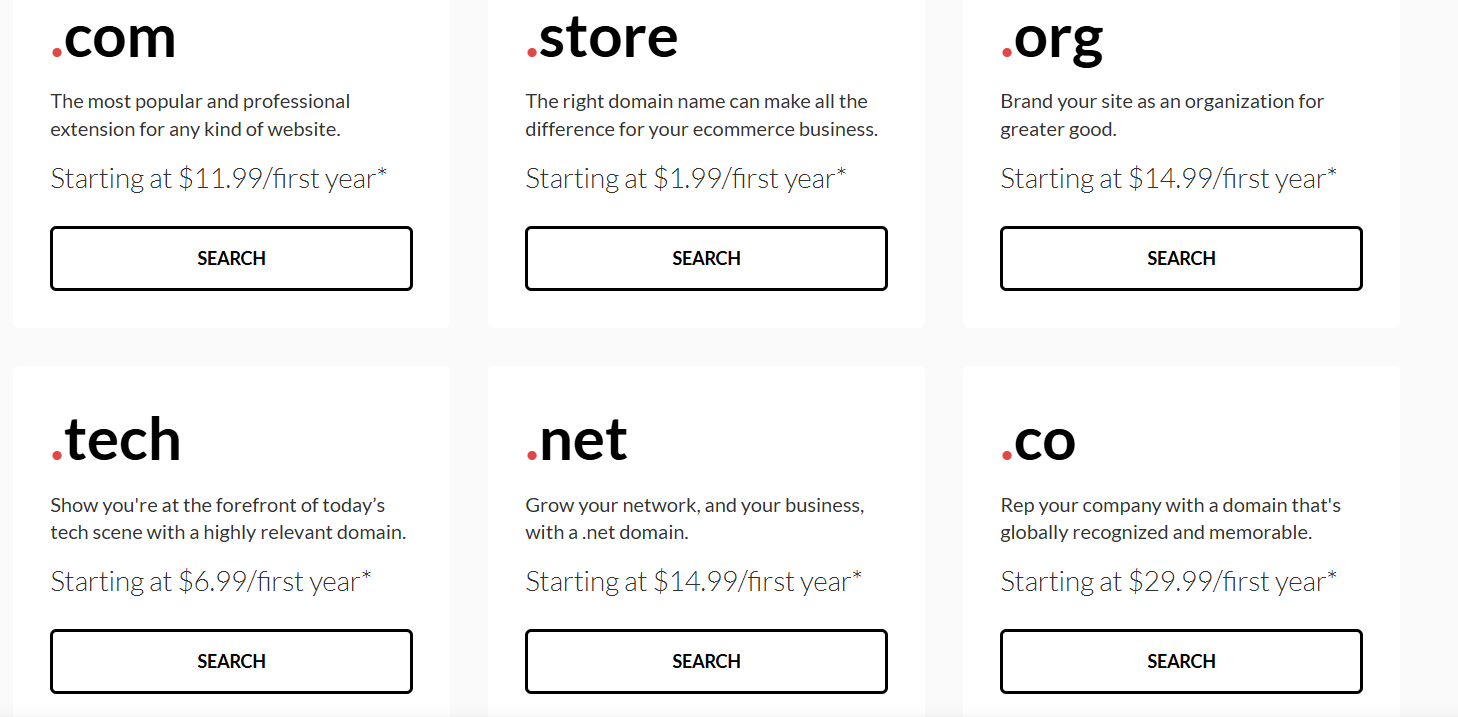 .com
The most popular and professional
extension for any kind of website.
Starting at $11.99/first year*
SEARCH
.store
The right domain name can make all the
difference for your ecommerce business.
Starting at $1.99/first year*
SEARCH
.org
Brand your site as an organization for
greater good.
Starting at $14.99/first year*
SEARCH
.tech
Show you're at the forefront of today’s
tech scene with a highly relevant domain.
Starting at $6.99/first year*
SEARCH
.net
Grow your network, and your business,
with a .net domain.
Starting at $14.99/first year*
SEARCH
.co
Rep your company with a domain that's
globally recognized and memorable.
Starting at $29.99/first year*
SEARCH